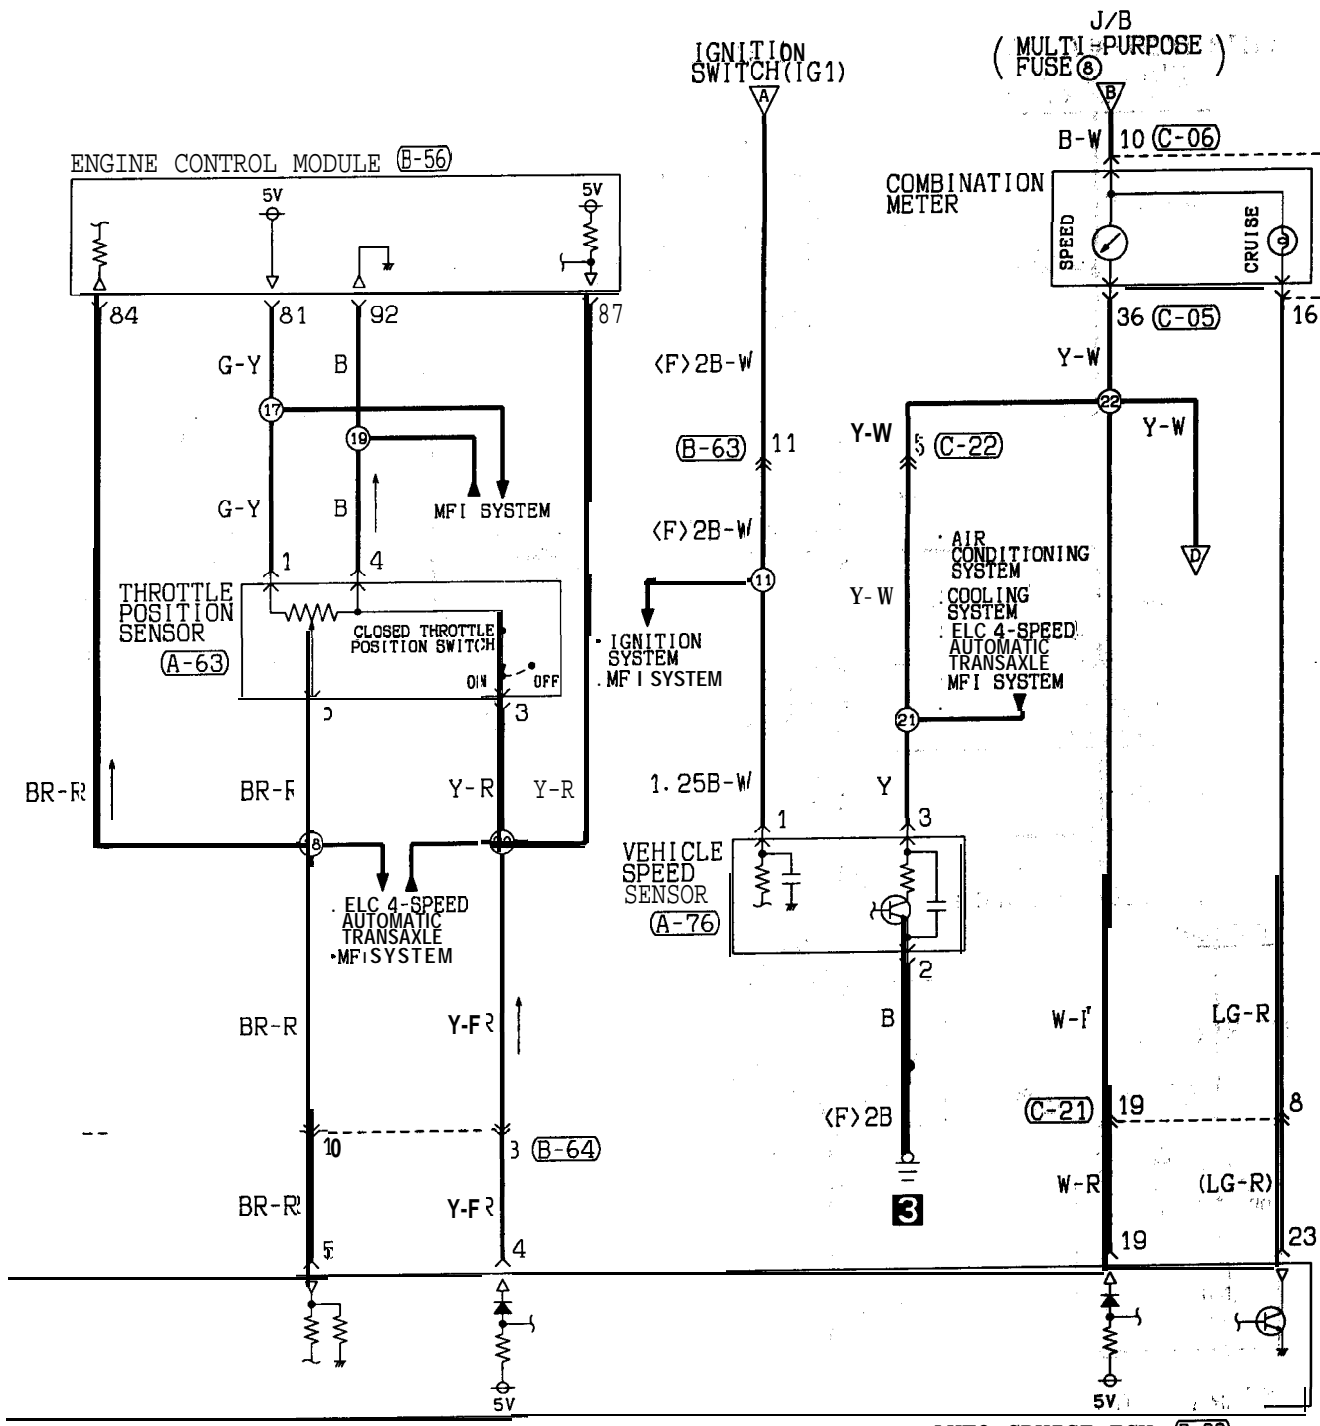 J/B
( MULTI-PURPOSE )
FUSE ⑧
IGNITION
SWITCH(IG1)
A
B
B-W 10 (C-06)
ENGINE CONTROL MODULE (B-56)
COMBINATION
METER
5V
5V
SPEED
CRUISE
84
81
92
87
36 (C-05)
16
G-Y
B
<F>2B-W
Y-W
17
19
22
Y-W
Y-W
(B-63) 11
5 (C-22)
G-Y
B
MFI SYSTEM
<F>2B-W
D
1
4
11
· AIR
CONDITIONING
SYSTEM
. COOLING
SYSTEM
. ELC 4-SPEED
AUTOMATIC
TRANSAXLE
MFI SYSTEM
Y-W
THROTTLE
POSITION
SENSOR
(A-63)
CLOSED THROTTLE
POSITION SWITCH
ON
OFF
· IGNITION
SYSTEM
. MFI SYSTEM
3
21
BR-R
BR-R
Y-R
Y-R
1.25B-W
Y
1
3
VEHICLE
SPEED
SENSOR
(A-76)
. ELC 4-SPEED
AUTOMATIC
TRANSAXLE
·MFI SYSTEM
2
BR-R
Y-R
B
LG-R
<F>2B
(C-21) 19
8
10
(B-64)
BR-R
Y-R
3
W-R
(LG-R)
5
4
19
23
5V
5V